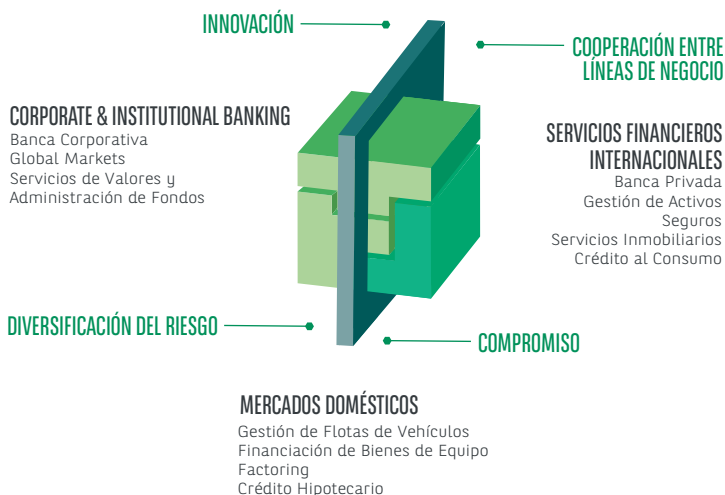 INNOVACIÓN
COOPERACIÓN ENTRE
LÍNEAS DE NEGOCIO
CORPORATE & INSTITUTIONAL BANKING
Banca Corporativa
Global Markets
Servicios de Valores y
Administración de Fondos
SERVICIOS FINANCIEROS
INTERNACIONALES
Banca Privada
Gestión de Activos
Seguros
Servicios Inmobiliarios
Crédito al Consumo
DIVERSIFICACIÓN DEL RIESGO
COMPROMISO
MERCADOS DOMÉSTICOS
Gestión de Flotas de Vehículos
Financiación de Bienes de Equipo
Factoring
Crédito Hipotecario